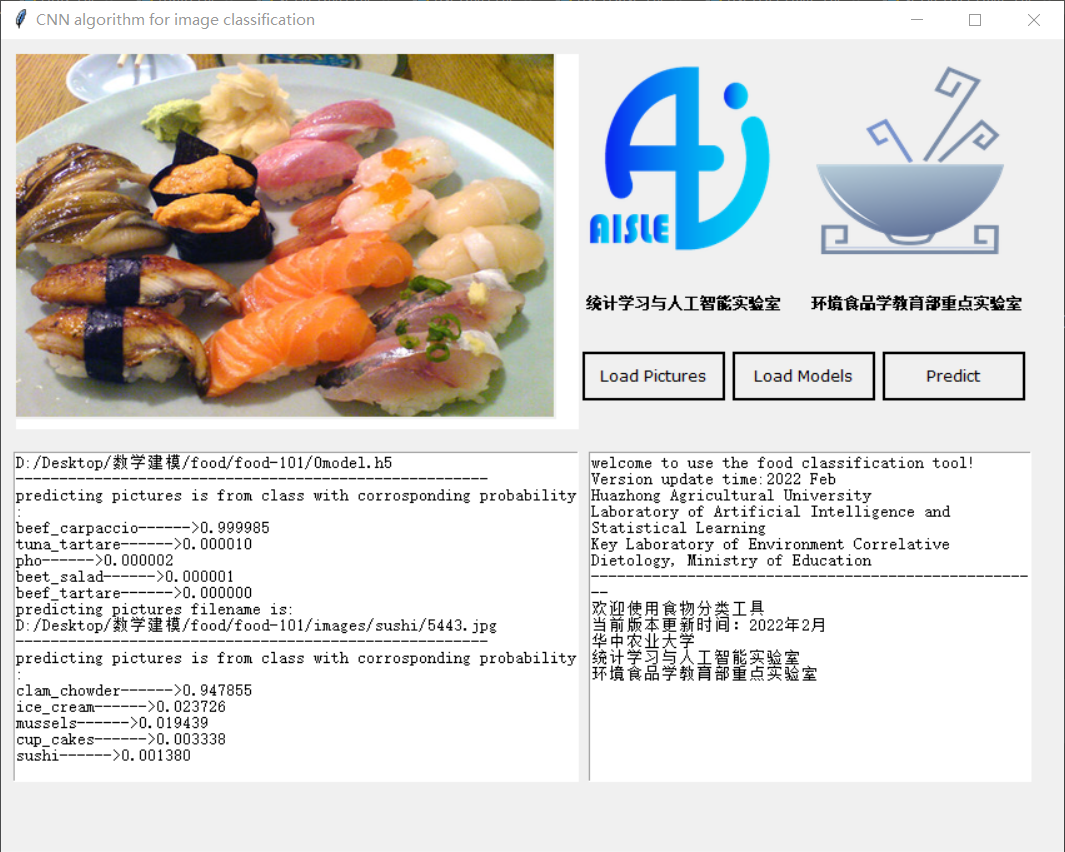 CNN algorithm for image classification
AISLE
统计学习与人工智能实验室
环境食品学教育部重点实验室
Load Pictures
Load Models
Predict
D:/Desktop/数学建模/food/food-101/0model.h5
------------------------------------------------------
predicting pictures is from class with corrosponding probability
:
beef_carpaccio------>0.999985
tuna_tartare------>0.000010
pho------>0.000002
beet_salad------>0.000001
beef_tartare------>0.000000
predicting pictures filename is:
D:/Desktop/数学建模/food/food-101/images/sushi/5443.jpg
------------------------------------------------------
predicting pictures is from class with corrosponding probability
:
clam_chowder------>0.947855
ice_cream------>0.023726
mussels------>0.019439
cup_cakes------>0.003338
sushi------>0.001380
welcome to use the food classification tool!
Version update time:2022 Feb
Huazhong Agricultural University
Laboratory of Artificial Intelligence and
Statistical Learning
Key Laboratory of Environment Correlative
Dietology, Ministry of Education
--------------------------------------------------
--
欢迎使用食物分类工具
当前版本更新时间：2022年2月
华中农业大学
统计学习与人工智能实验室
环境食品学教育部重点实验室